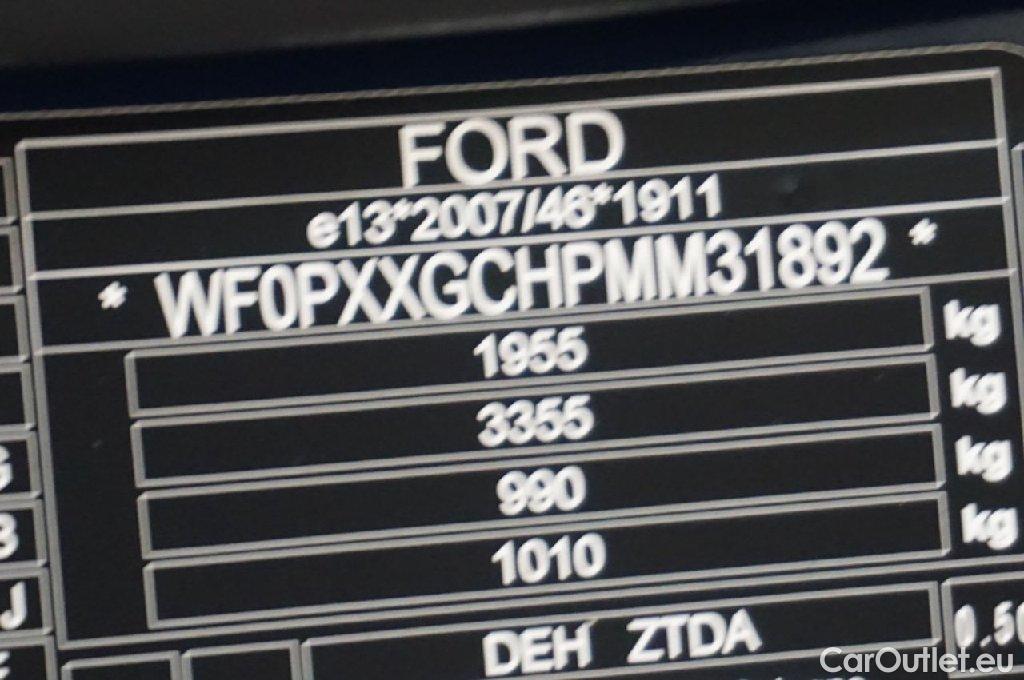 FORD
e13*2007/46*1911
* WF0PXXGCHPMM31892 *
1955 kg
3355 kg
990 kg
1010 kg
J
DEH ZTDA
CarOutlet.eu